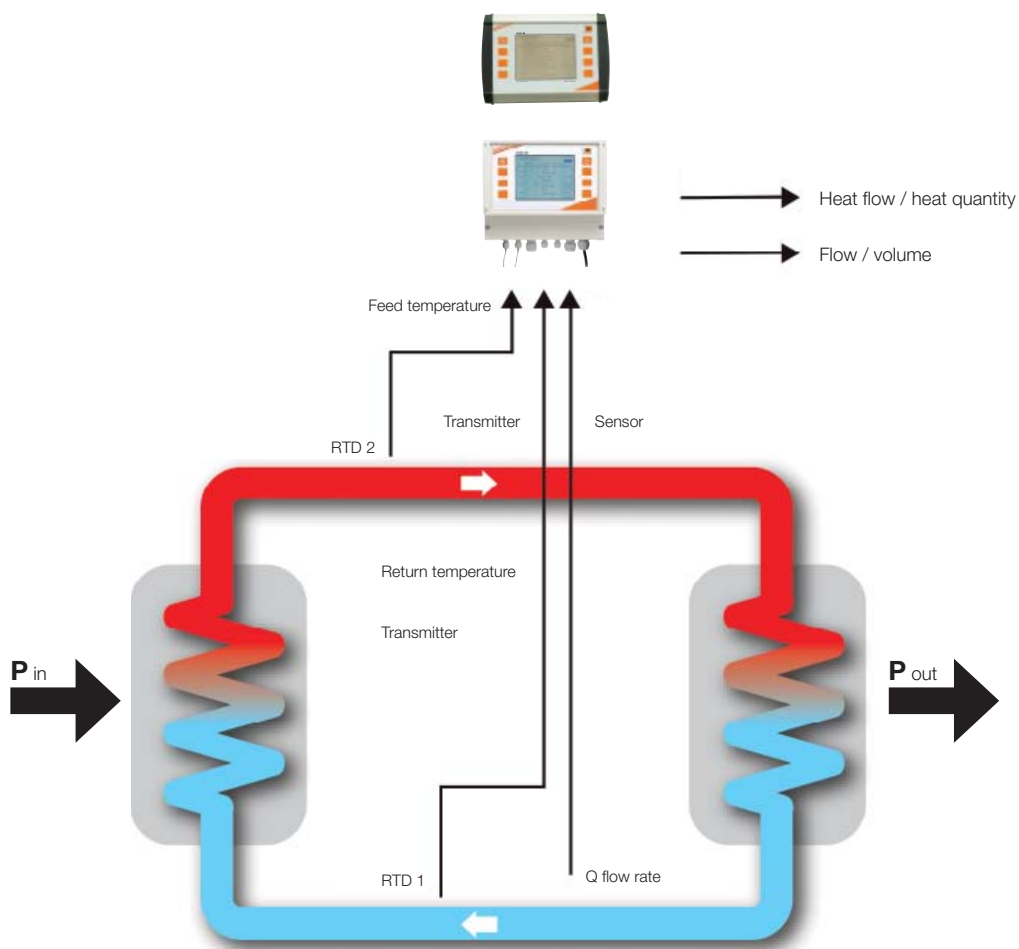 Heat flow / heat quantity
Flow / volume
Feed temperature
Transmitter
Sensor
RTD 2
Return temperature
Transmitter
P in
P out
RTD 1
Q flow rate